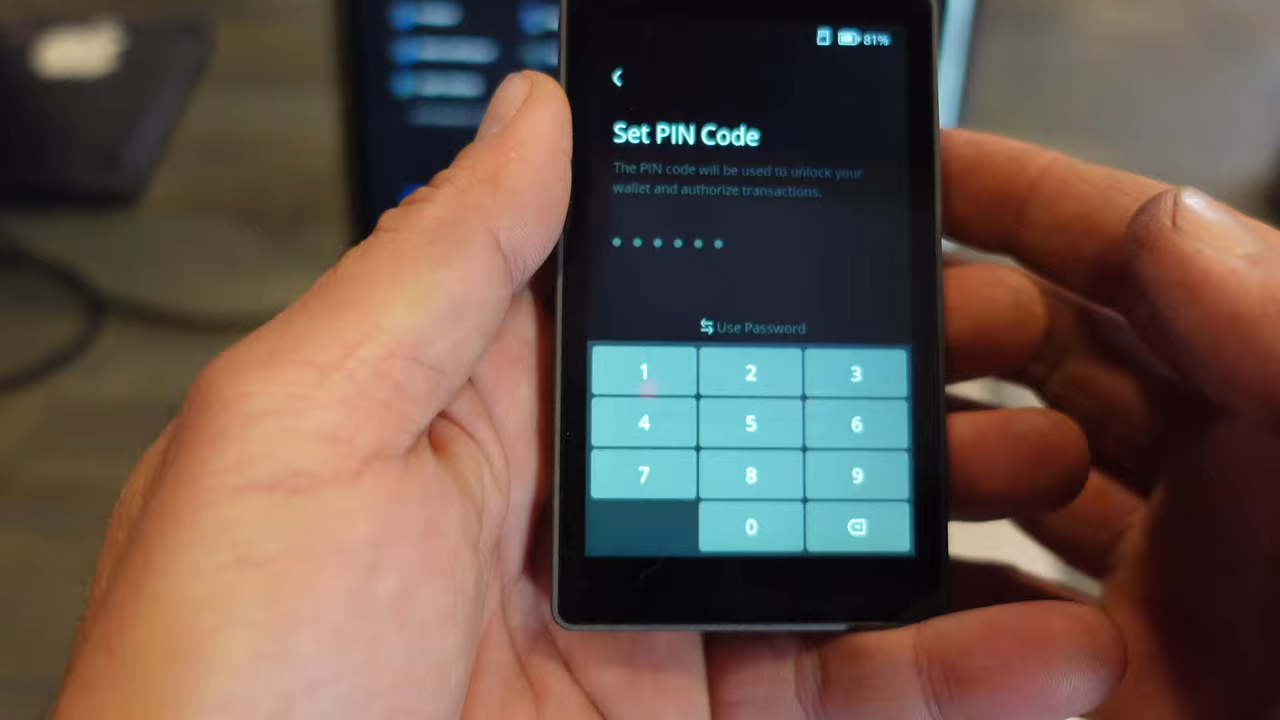 81%
Set PIN Code
The PIN code will be used to unlock your
wallet and authorize transactions.
Use Password
1 2 3
4 5 6
7 8 9
0